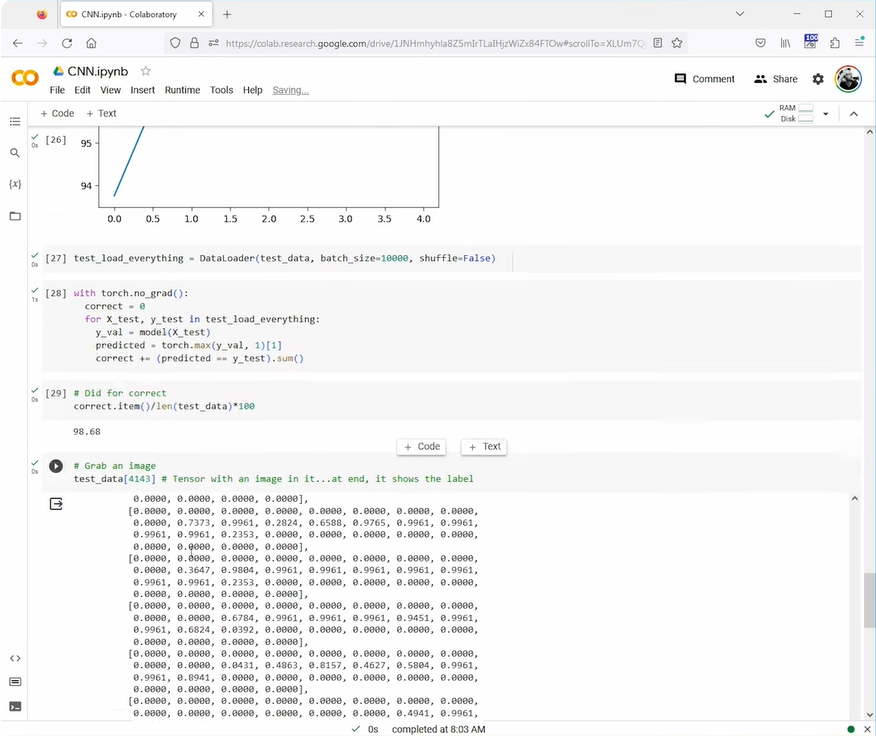 CNN.ipynb - Colaboratory
https://colab.research.google.com/drive/1JNHmhyhla8Z5mIrTLaIHjzWiZx84FTOw#scrollTo=XLUm7Q
100
CNN.ipynb
File Edit View Insert Runtime Tools Help Saving...
Comment Share
+ Code + Text
RAM
Disk
[26]
0s
95
94
0.0 0.5 1.0 1.5 2.0 2.5 3.0 3.5 4.0
[27] test_load_everything = DataLoader(test_data, batch_size=10000, shuffle=False)
0s
[28] with torch.no_grad():
1s
correct = 0
for X_test, y_test in test_load_everything:
y_val = model(X_test)
predicted = torch.max(y_val, 1)[1]
correct += (predicted == y_test).sum()
[29] # Did for correct
0s
correct.item()/len(test_data)*100
98.68
+ Code + Text
# Grab an image
0s
test_data[4143] # Tensor with an image in it...at end, it shows the label
0.0000, 0.0000, 0.0000, 0.0000],
[0.0000, 0.0000, 0.0000, 0.0000, 0.0000, 0.0000, 0.0000, 0.0000,
0.0000, 0.7373, 0.9961, 0.2824, 0.6588, 0.9765, 0.9961, 0.9961,
0.9961, 0.9961, 0.2353, 0.0000, 0.0000, 0.0000, 0.0000, 0.0000,
0.0000, 0.0000, 0.0000, 0.0000],
[0.0000, 0.0000, 0.0000, 0.0000, 0.0000, 0.0000, 0.0000, 0.0000,
0.0000, 0.3647, 0.9804, 0.9961, 0.9961, 0.9961, 0.9961, 0.9961,
0.9961, 0.9961, 0.2353, 0.0000, 0.0000, 0.0000, 0.0000, 0.0000,
0.0000, 0.0000, 0.0000, 0.0000],
[0.0000, 0.0000, 0.0000, 0.0000, 0.0000, 0.0000, 0.0000, 0.0000,
0.0000, 0.0000, 0.6784, 0.9961, 0.9961, 0.9961, 0.9451, 0.9961,
0.9961, 0.6824, 0.0392, 0.0000, 0.0000, 0.0000, 0.0000, 0.0000,
0.0000, 0.0000, 0.0000, 0.0000],
[0.0000, 0.0000, 0.0000, 0.0000, 0.0000, 0.0000, 0.0000, 0.0000,
0.0000, 0.0000, 0.0431, 0.4863, 0.8157, 0.4627, 0.5804, 0.9961,
0.9961, 0.8941, 0.0000, 0.0000, 0.0000, 0.0000, 0.0000, 0.0000,
0.0000, 0.0000, 0.0000, 0.0000],
[0.0000, 0.0000, 0.0000, 0.0000, 0.0000, 0.0000, 0.0000, 0.0000,
0.0000, 0.0000, 0.0000, 0.0000, 0.0000, 0.0000, 0.4941, 0.9961,
0s completed at 8:03 AM